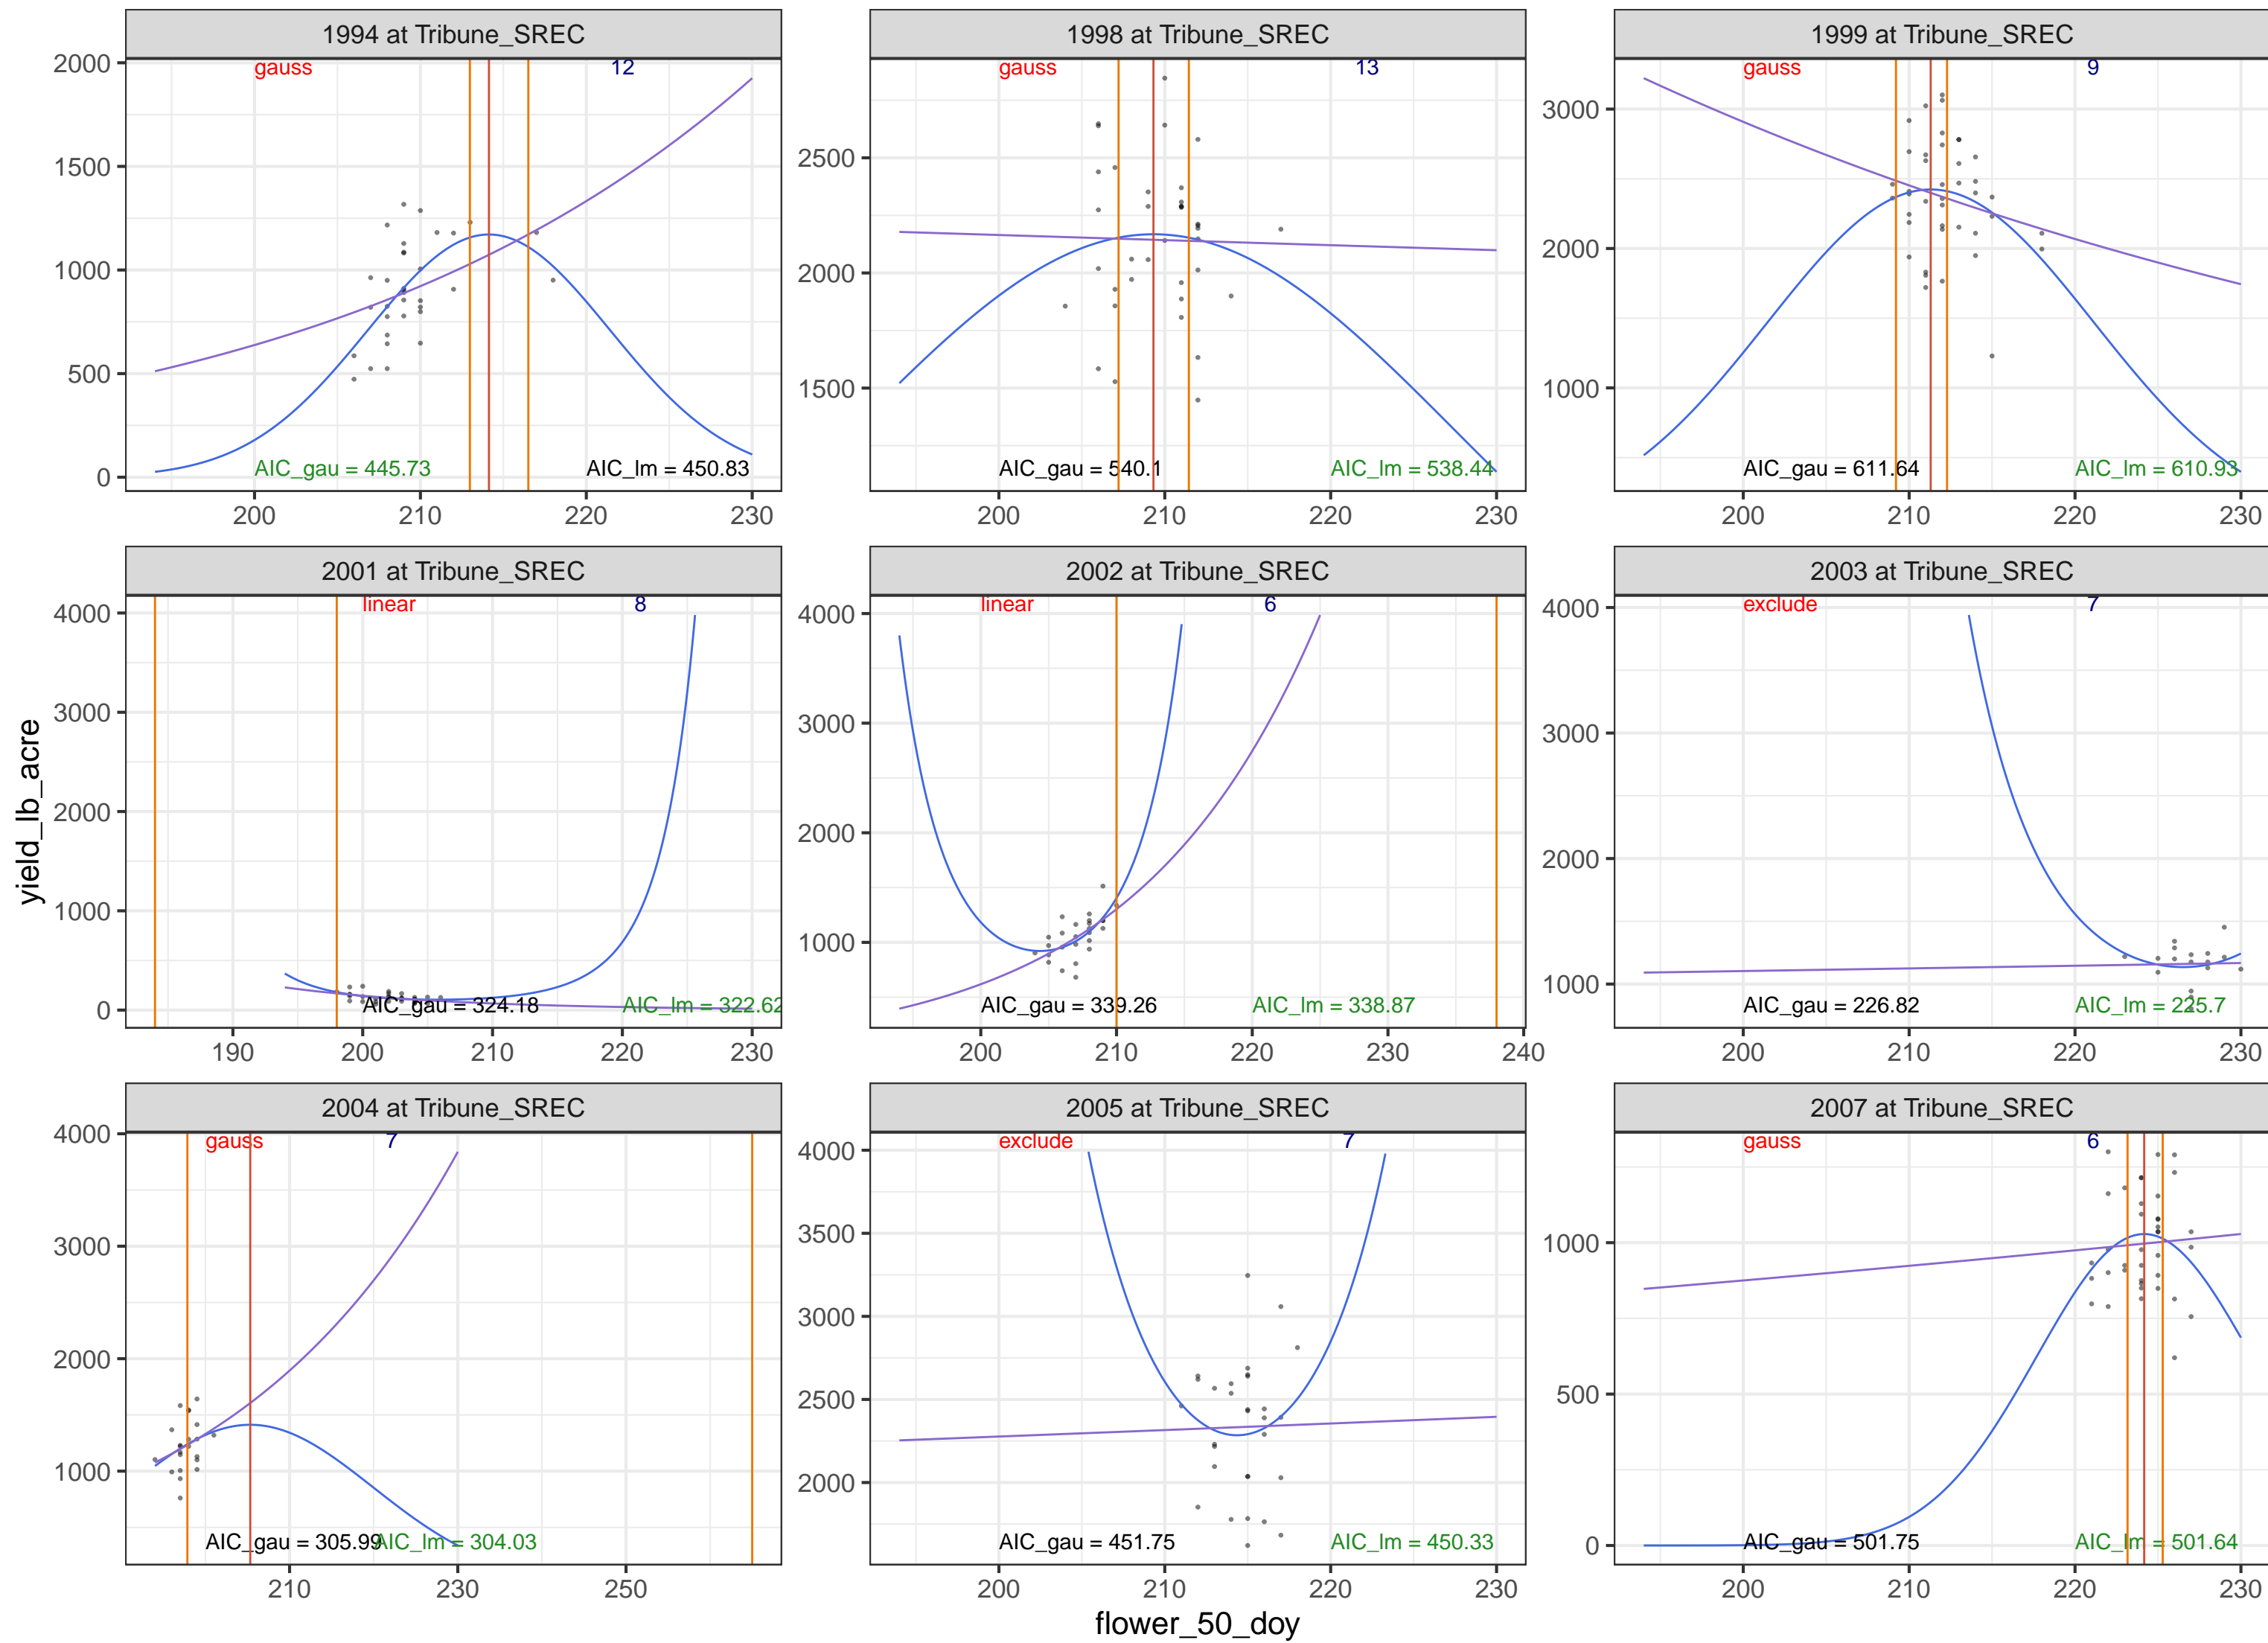 1994 at Tribune_SREC
1998 at Tribune_SREC
1999 at Tribune_SREC
gauss 12
2000
1500
1000
500
0
AIC_gau = 445.73 AIC_lm = 450.83
200 210 220 230
gauss 13
2500
2000
1500
AIC_gau = 540.1 AIC_lm = 538.44
200 210 220 230
gauss 9
3000
2000
1000
AIC_gau = 611.64 AIC_lm = 610.93
200 210 220 230
2001 at Tribune_SREC
2002 at Tribune_SREC
2003 at Tribune_SREC
yield_lb_acre
linear 8
4000
3000
2000
1000
0
AIC_gau = 324.18 AIC_lm = 322.62
190 200 210 220 230
linear 6
4000
3000
2000
1000
AIC_gau = 339.26 AIC_lm = 338.87
200 210 220 230 240
exclude 7
4000
3000
2000
1000
AIC_gau = 226.82 AIC_lm = 225.7
200 210 220 230
2004 at Tribune_SREC
2005 at Tribune_SREC
2007 at Tribune_SREC
gauss 7
4000
3000
2000
1000
AIC_gau = 305.99 AIC_lm = 304.03
210 230 250
exclude 7
4000
3500
3000
2500
2000
AIC_gau = 451.75 AIC_lm = 450.33
200 210 220 230
gauss 6
1000
500
0
AIC_gau = 501.75 AIC_lm = 501.64
200 210 220 230
flower_50_doy